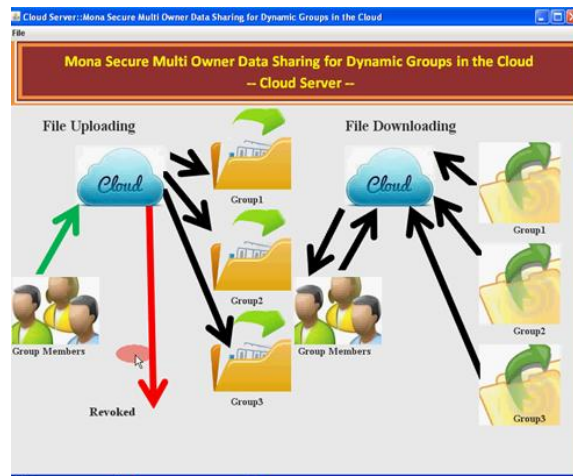 Cloud Server::Mona Secure Multi Owner Data Sharing for Dynamic Groups in the Cloud
File
Mona Secure Multi Owner Data Sharing for Dynamic Groups in the Cloud
-- Cloud Server --
File Uploading
File Downloading
Cloud
Cloud
Group1
Group1
Group2
Group2
Group Members
Group Members
Group3
Revoked
Group3